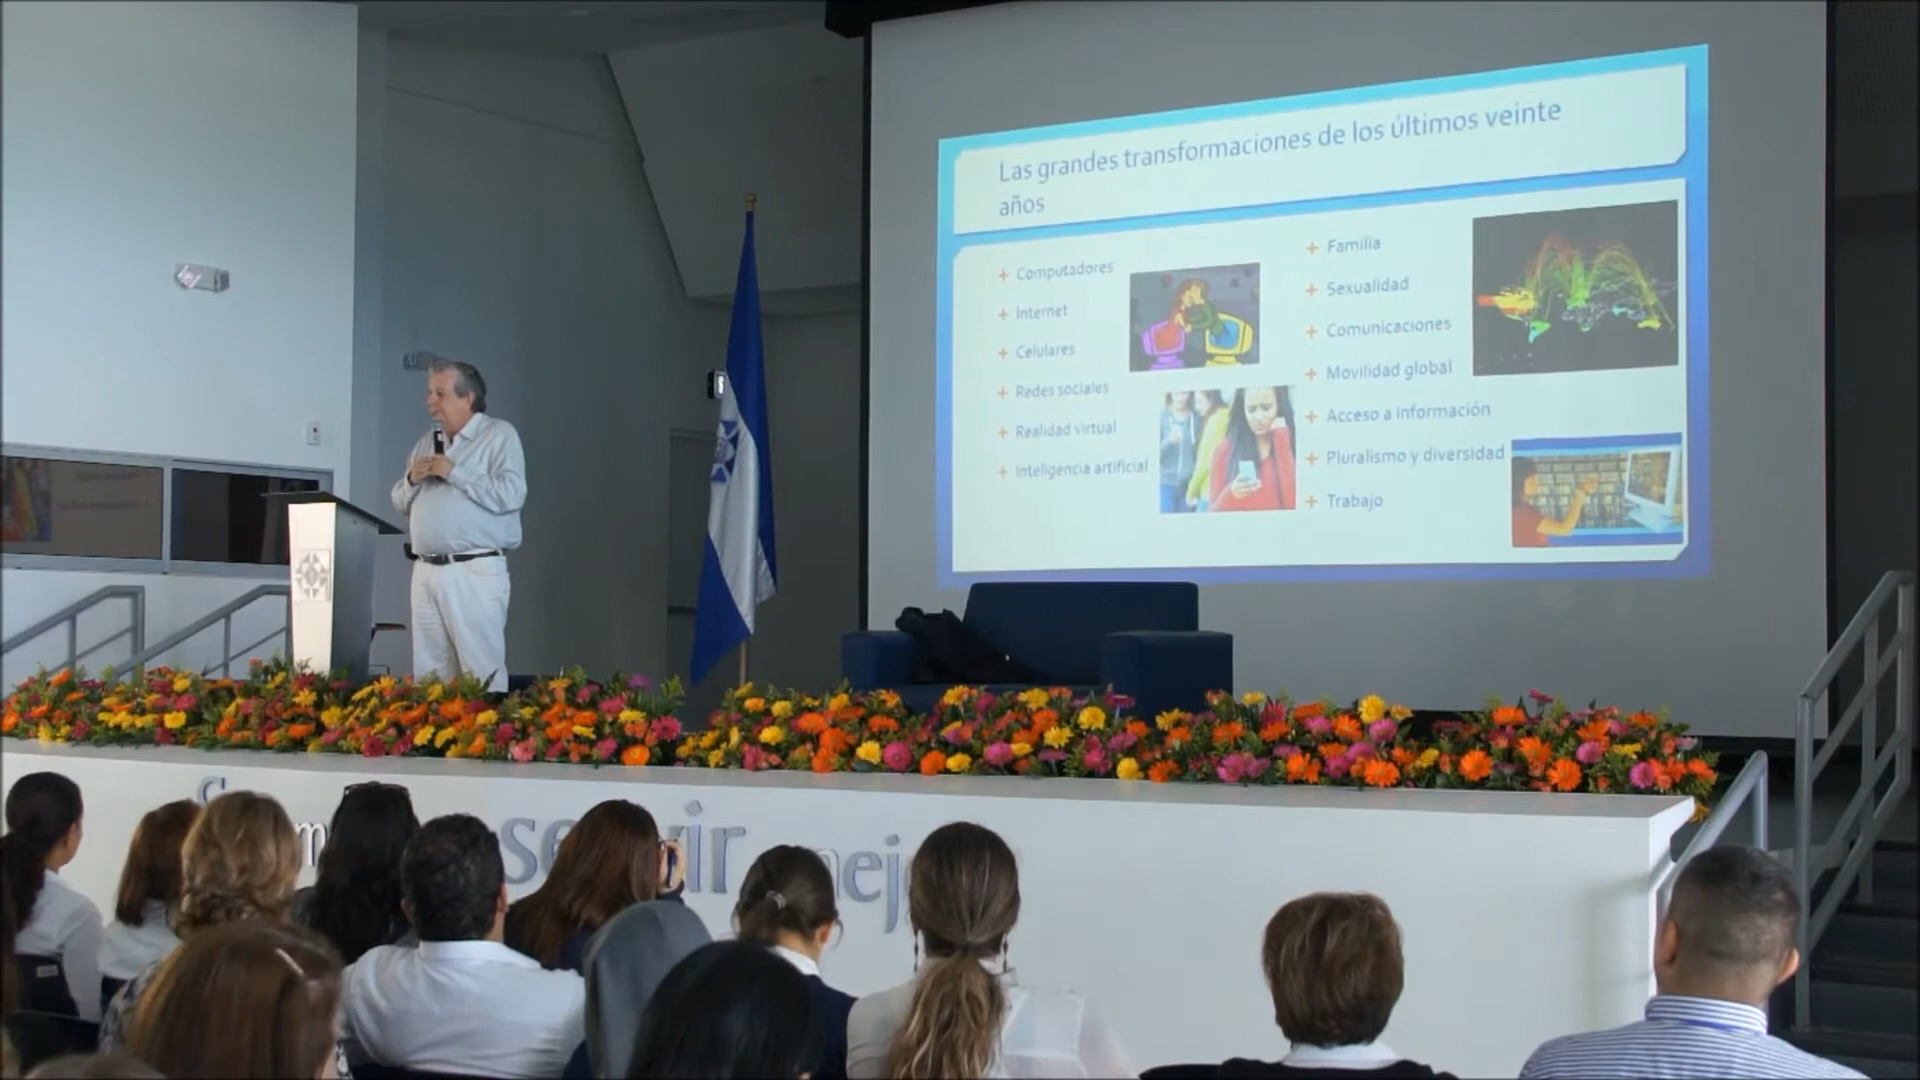 Las grandes transformaciones de los últimos veinte
años
+ Computadores
+ Internet
+ Celulares
+ Redes sociales
+ Realidad virtual
+ Inteligencia artificial
+ Familia
+ Sexualidad
+ Comunicaciones
+ Movilidad global
+ Acceso a información
+ Pluralismo y diversidad
+ Trabajo